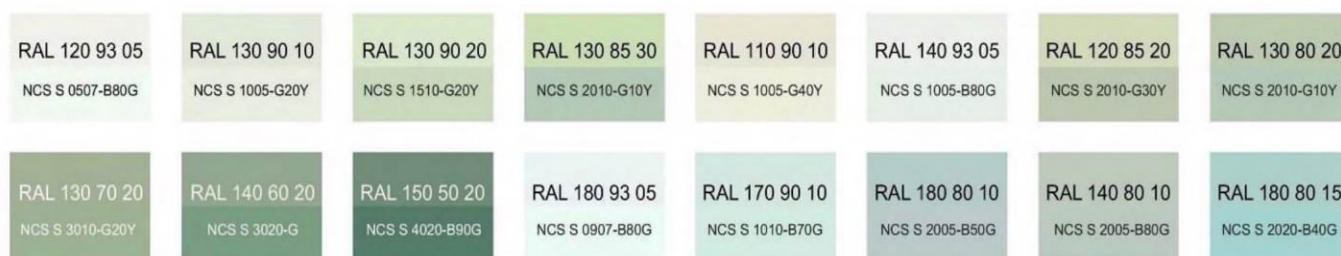 RAL 120 93 05
NCS S 0507-B80G
RAL 130 90 10
NCS S 1005-G20Y
RAL 130 90 20
NCS S 1510-G20Y
RAL 130 85 30
NCS S 2010-G10Y
RAL 110 90 10
NCS S 1005-G40Y
RAL 140 93 05
NCS S 1005-B80G
RAL 120 85 20
NCS S 2010-G30Y
RAL 130 80 20
NCS S 2010-G10Y
RAL 130 70 20
NCS S 3010-G20Y
RAL 140 60 20
NCS S 3020-G
RAL 150 50 20
NCS S 4020-B90G
RAL 180 93 05
NCS S 0907-B80G
RAL 170 90 10
NCS S 1010-B70G
RAL 180 80 10
NCS S 2005-B50G
RAL 140 80 10
NCS S 2005-B80G
RAL 180 80 15
NCS S 2020-B40G